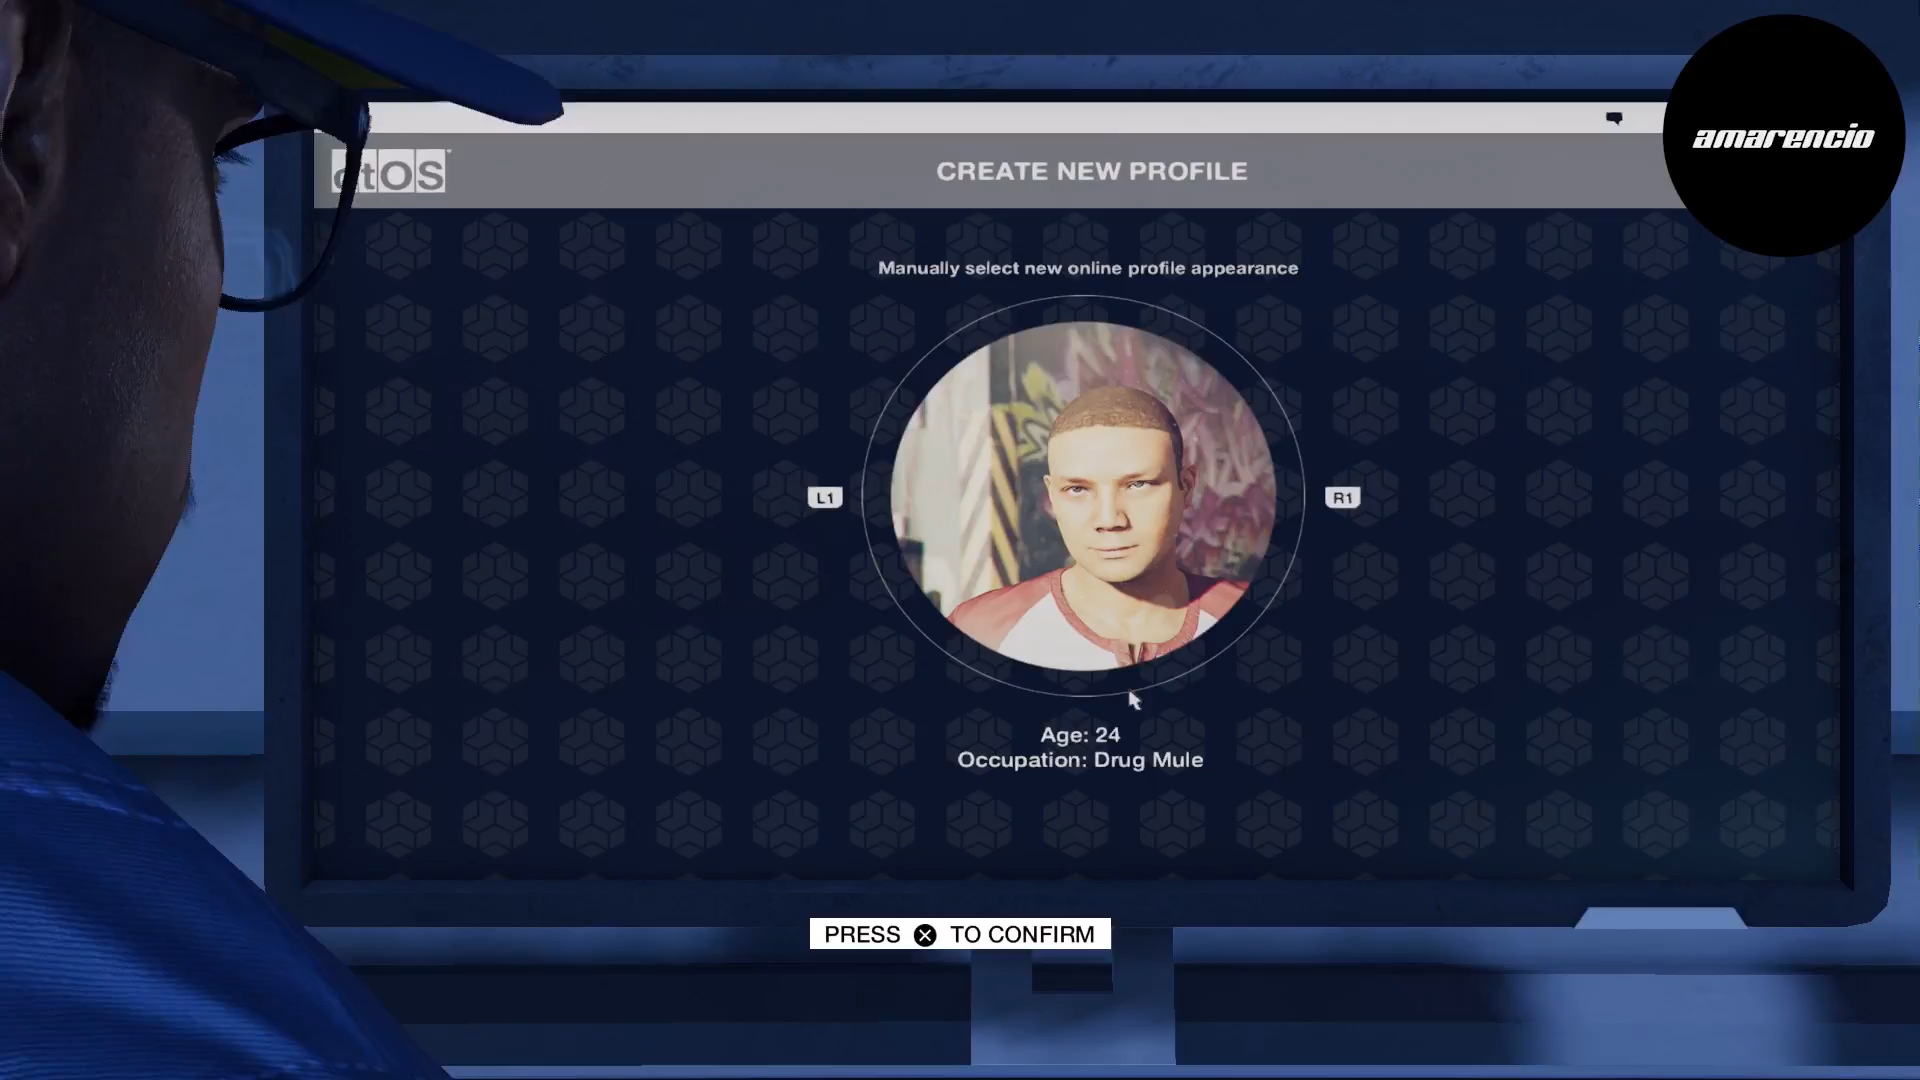 amarencio
ctOS
CREATE NEW PROFILE
Manually select new online profile appearance
L1
R1
Age: 24
Occupation: Drug Mule
PRESS ⓧ TO CONFIRM